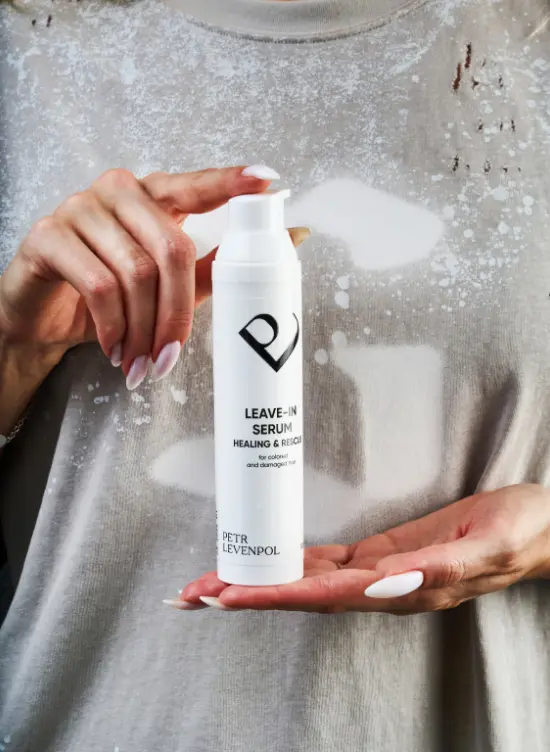 LEAVE-IN
SERUM
HEALING & RESCUE
for colored
and damaged hair
PETR
LEVENPOL